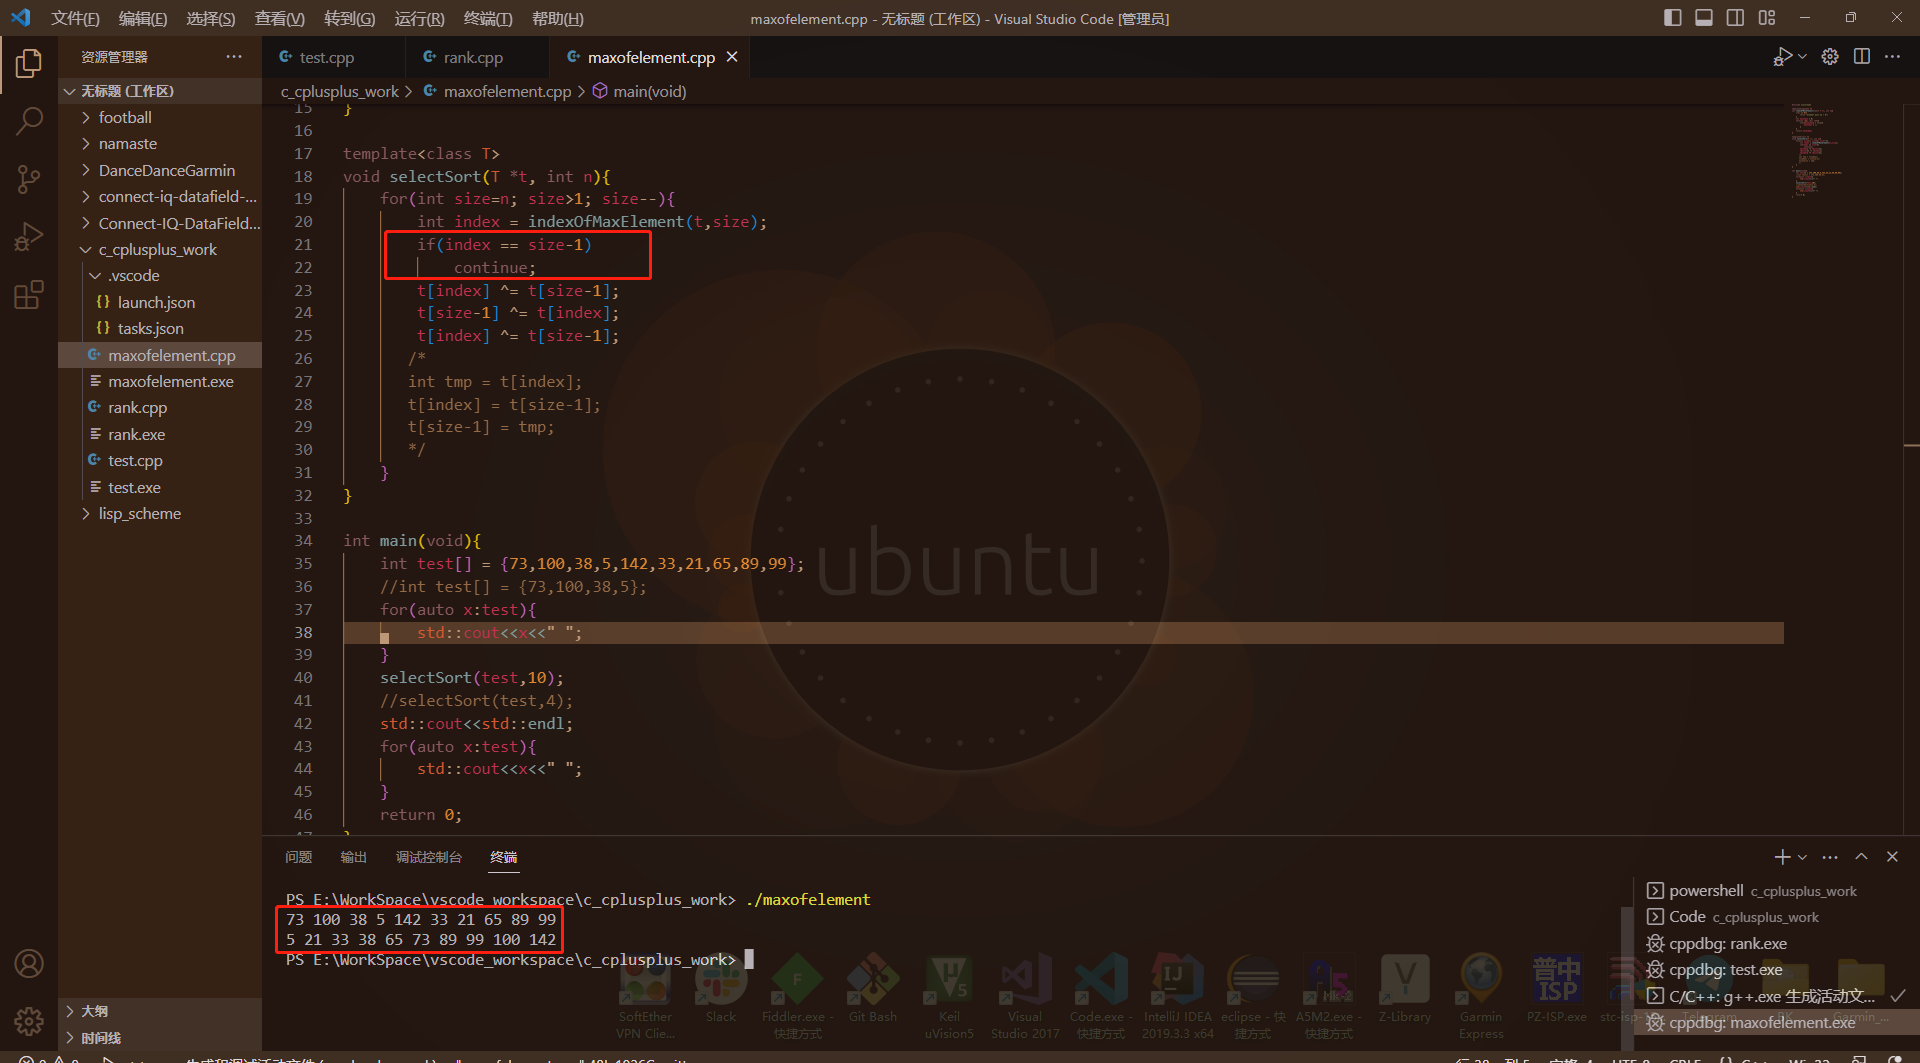 文件(F) 编辑(E) 选择(S) 查看(V) 转到(G) 运行(R) 终端(T) 帮助(H)
maxofelement.cpp - 无标题 (工作区) - Visual Studio Code [管理员]
资源管理器
无标题 (工作区)
football
namaste
DanceDanceGarmin
connect-iq-datafield-...
Connect-IQ-DataField...
c_cplusplus_work
.vscode
launch.json
tasks.json
maxofelement.cpp
maxofelement.exe
rank.cpp
rank.exe
test.cpp
test.exe
lisp_scheme
大纲
时间线
test.cpp rank.cpp maxofelement.cpp
c_cplusplus_work > maxofelement.cpp > main(void)
15 }
16
17 template<class T>
18 void selectSort(T *t, int n){
19 for(int size=n; size>1; size--){
20 int index = indexOfMaxElement(t,size);
21 if(index == size-1)
22 continue;
23 t[index] ^= t[size-1];
24 t[size-1] ^= t[index];
25 t[index] ^= t[size-1];
26 /*
27 int tmp = t[index];
28 t[index] = t[size-1];
29 t[size-1] = tmp;
30 */
31 }
32 }
33
34 int main(void){
35 int test[] = {73,100,38,5,142,33,21,65,89,99};
36 //int test[] = {73,100,38,5};
37 for(auto x:test){
38 std::cout<<x<<" ";
39 }
40 selectSort(test,10);
41 //selectSort(test,4);
42 std::cout<<std::endl;
43 for(auto x:test){
44 std::cout<<x<<" ";
45 }
46 return 0;
47 }
ubuntu
问题 输出 调试控制台 终端
PS E:\WorkSpace\vscode_workspace\c_cplusplus_work> ./maxofelement
73 100 38 5 142 33 21 65 89 99
5 21 33 38 65 73 89 99 100 142
PS E:\WorkSpace\vscode_workspace\c_cplusplus_work>
powershell c_cplusplus_work
Code c_cplusplus_work
cppdbg: rank.exe
cppdbg: test.exe
C/C++: g++.exe 生成活动文...
cppdbg: maxofelement.exe
SoftEther VPN Clie...
Slack
Fiddler.exe - 快捷方式
Git Bash
Keil uVision5
Visual Studio 2017
Code.exe - 快捷方式
IntelliJ IDEA 2019.3.3 x64
eclipse - 快捷方式
A5M2.exe - 快捷方式
Z-Library
Garmin Express
普中 ISP
PZ-ISP.exe
Telegram
Garmin_...